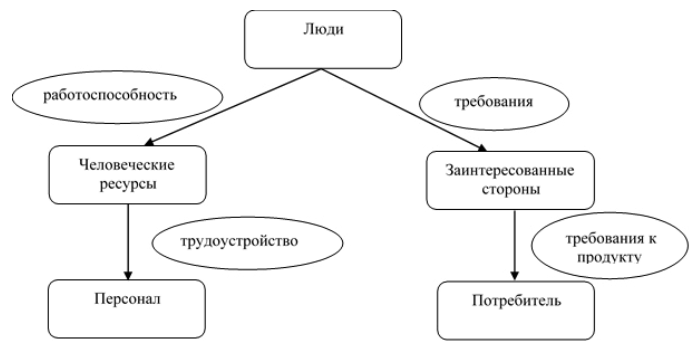 Люди
работоспособность
требования
Человеческие
ресурсы
Заинтересованные
стороны
трудоустройство
требования к
продукту
Персонал
Потребитель